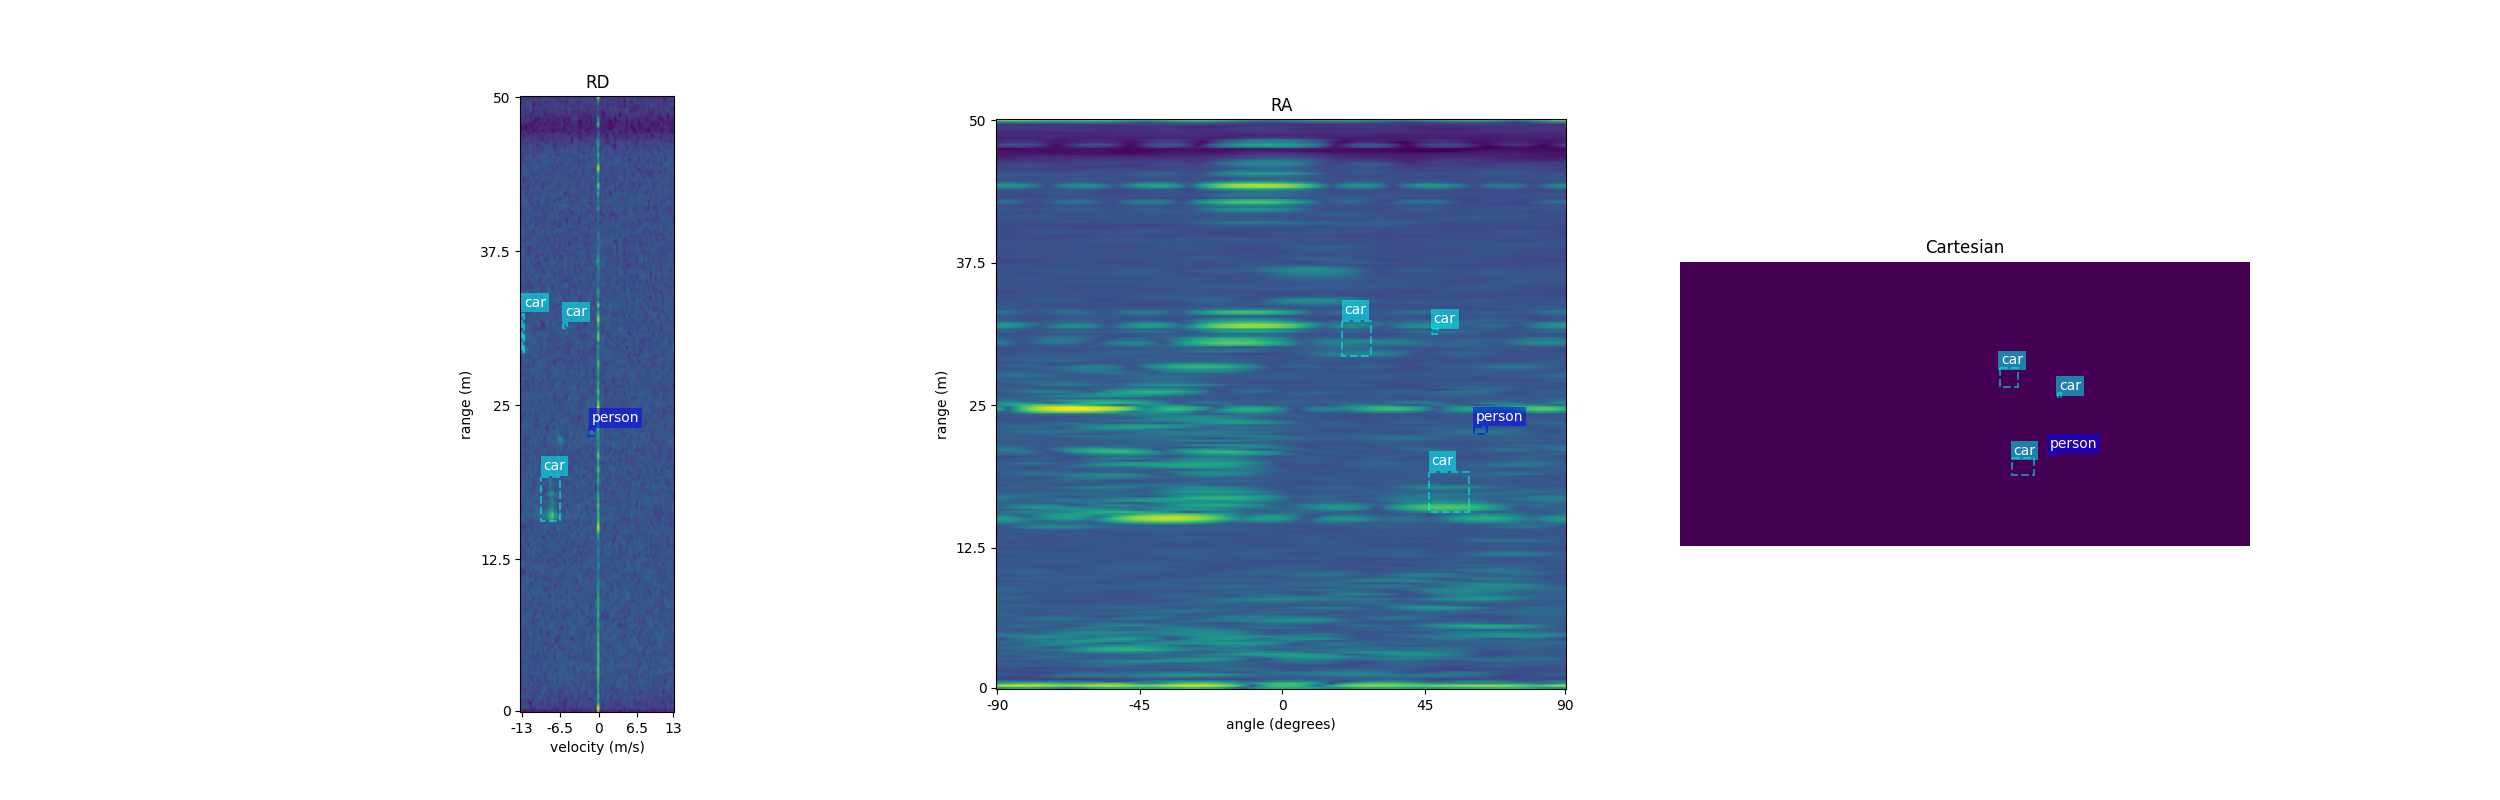 RD
50
37.5
25
12.5
0
range (m)
car
car
person
car
-13
-6.5
0
6.5
13
velocity (m/s)
RA
50
37.5
25
12.5
0
range (m)
car
car
person
car
-90
-45
0
45
90
angle (degrees)
Cartesian
car
car
person
car